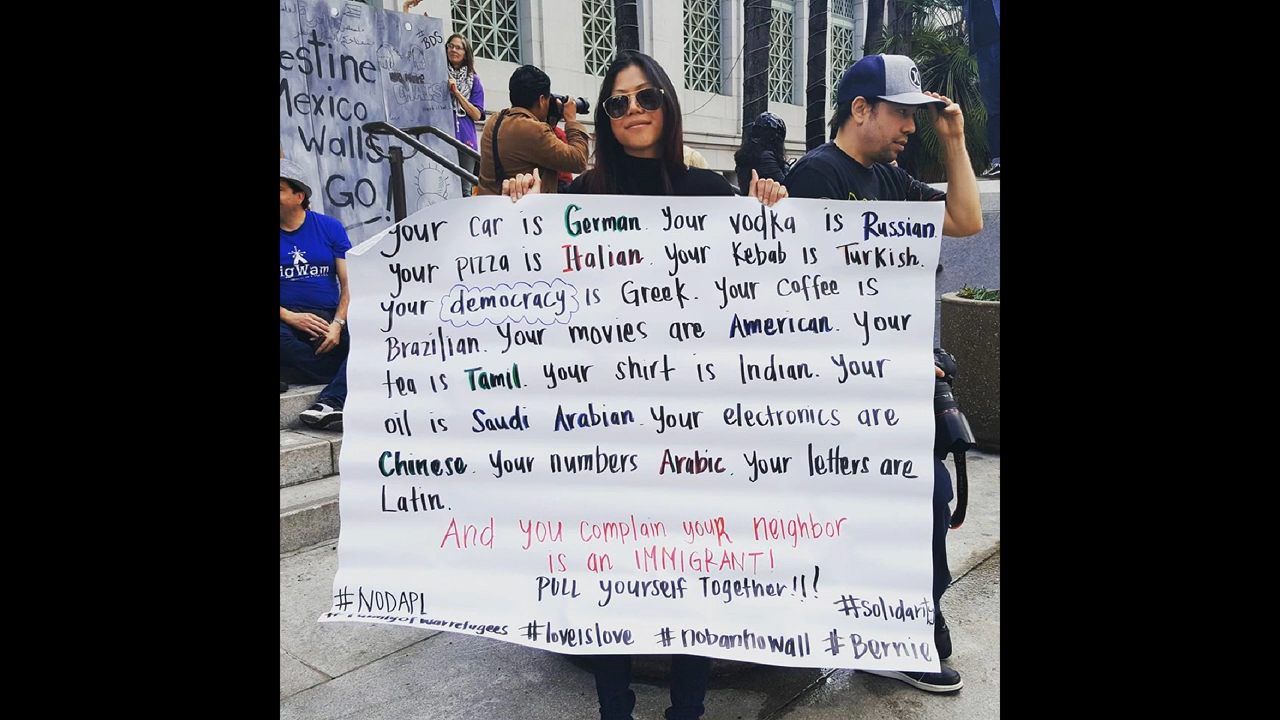 estine
Mexico
Walls
GO!
#BDS
igWam
your car is German. Your vodka is Russian.
your pizza is Italian. Your Kebab is Turkish.
your democracy is Greek. Your coffee is
Brazilian. Your movies are American. Your
tea is Tamil. Your shirt is Indian. Your
oil is Saudi Arabian. Your electronics are
Chinese. Your numbers Arabic. Your letters are
Latin.
And you complain your neighbor
is an IMMIGRANT!
PULL yourself Together!!!
#NODAPL
#solidarity
#familyofwarrefugees #loveislove #nobannowall #Bernie